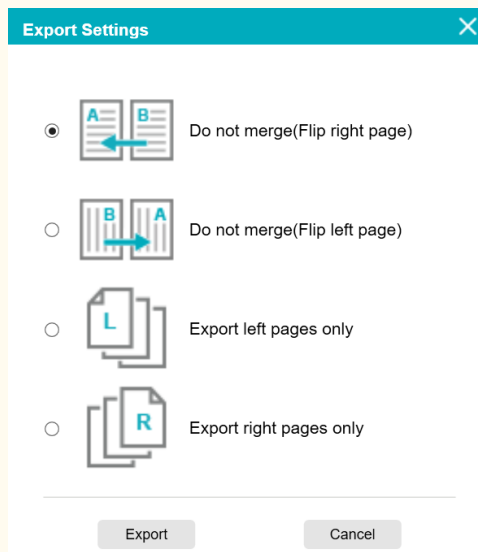 Export Settings
A B Do not merge(Flip right page)
B A Do not merge(Flip left page)
L Export left pages only
R Export right pages only
Export Cancel